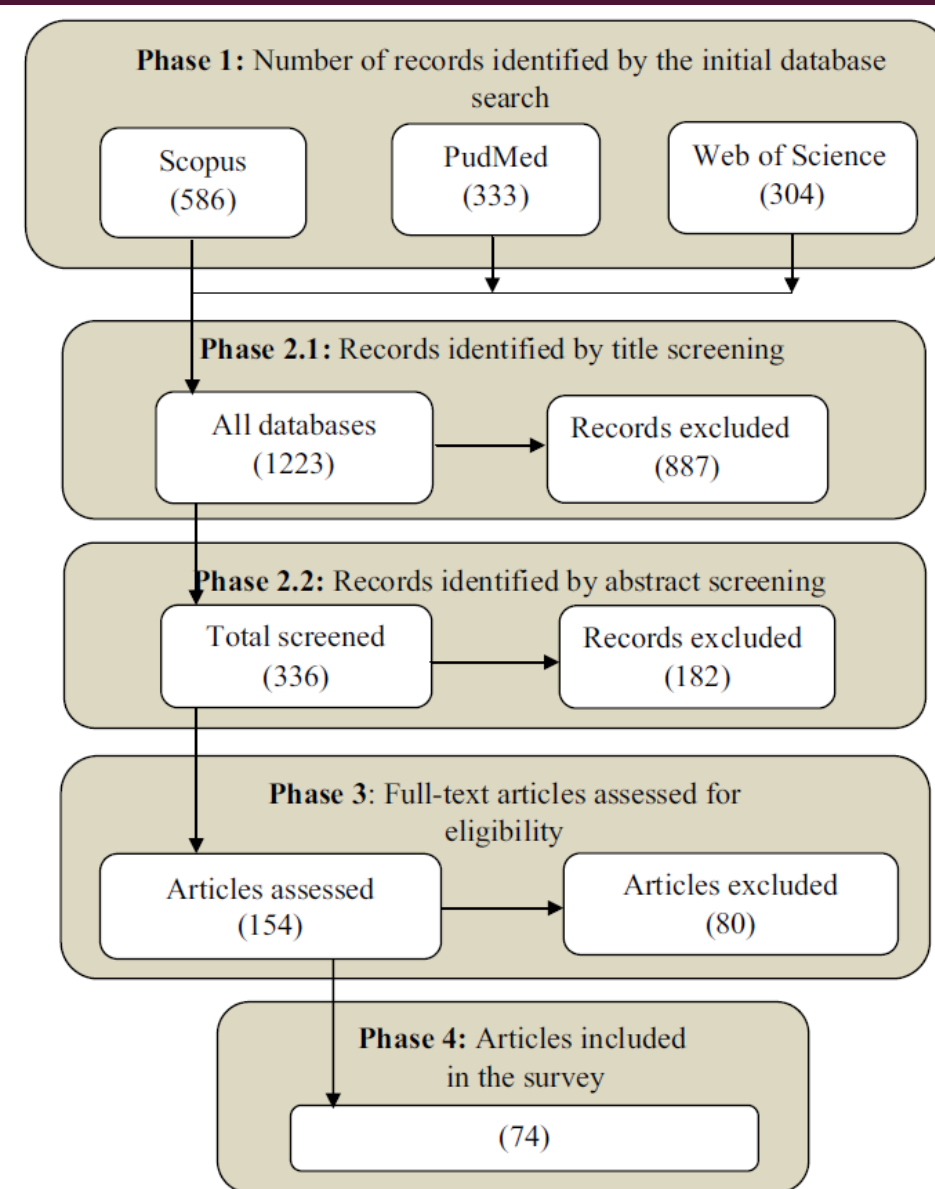 Phase 1: Number of records identified by the initial database
search
Scopus
(586)
PudMed
(333)
Web of Science
(304)
Phase 2.1: Records identified by title screening
All databases
(1223)
Records excluded
(887)
Phase 2.2: Records identified by abstract screening
Total screened
(336)
Records excluded
(182)
Phase 3: Full-text articles assessed for
eligibility
Articles assessed
(154)
Articles excluded
(80)
Phase 4: Articles included
in the survey
(74)